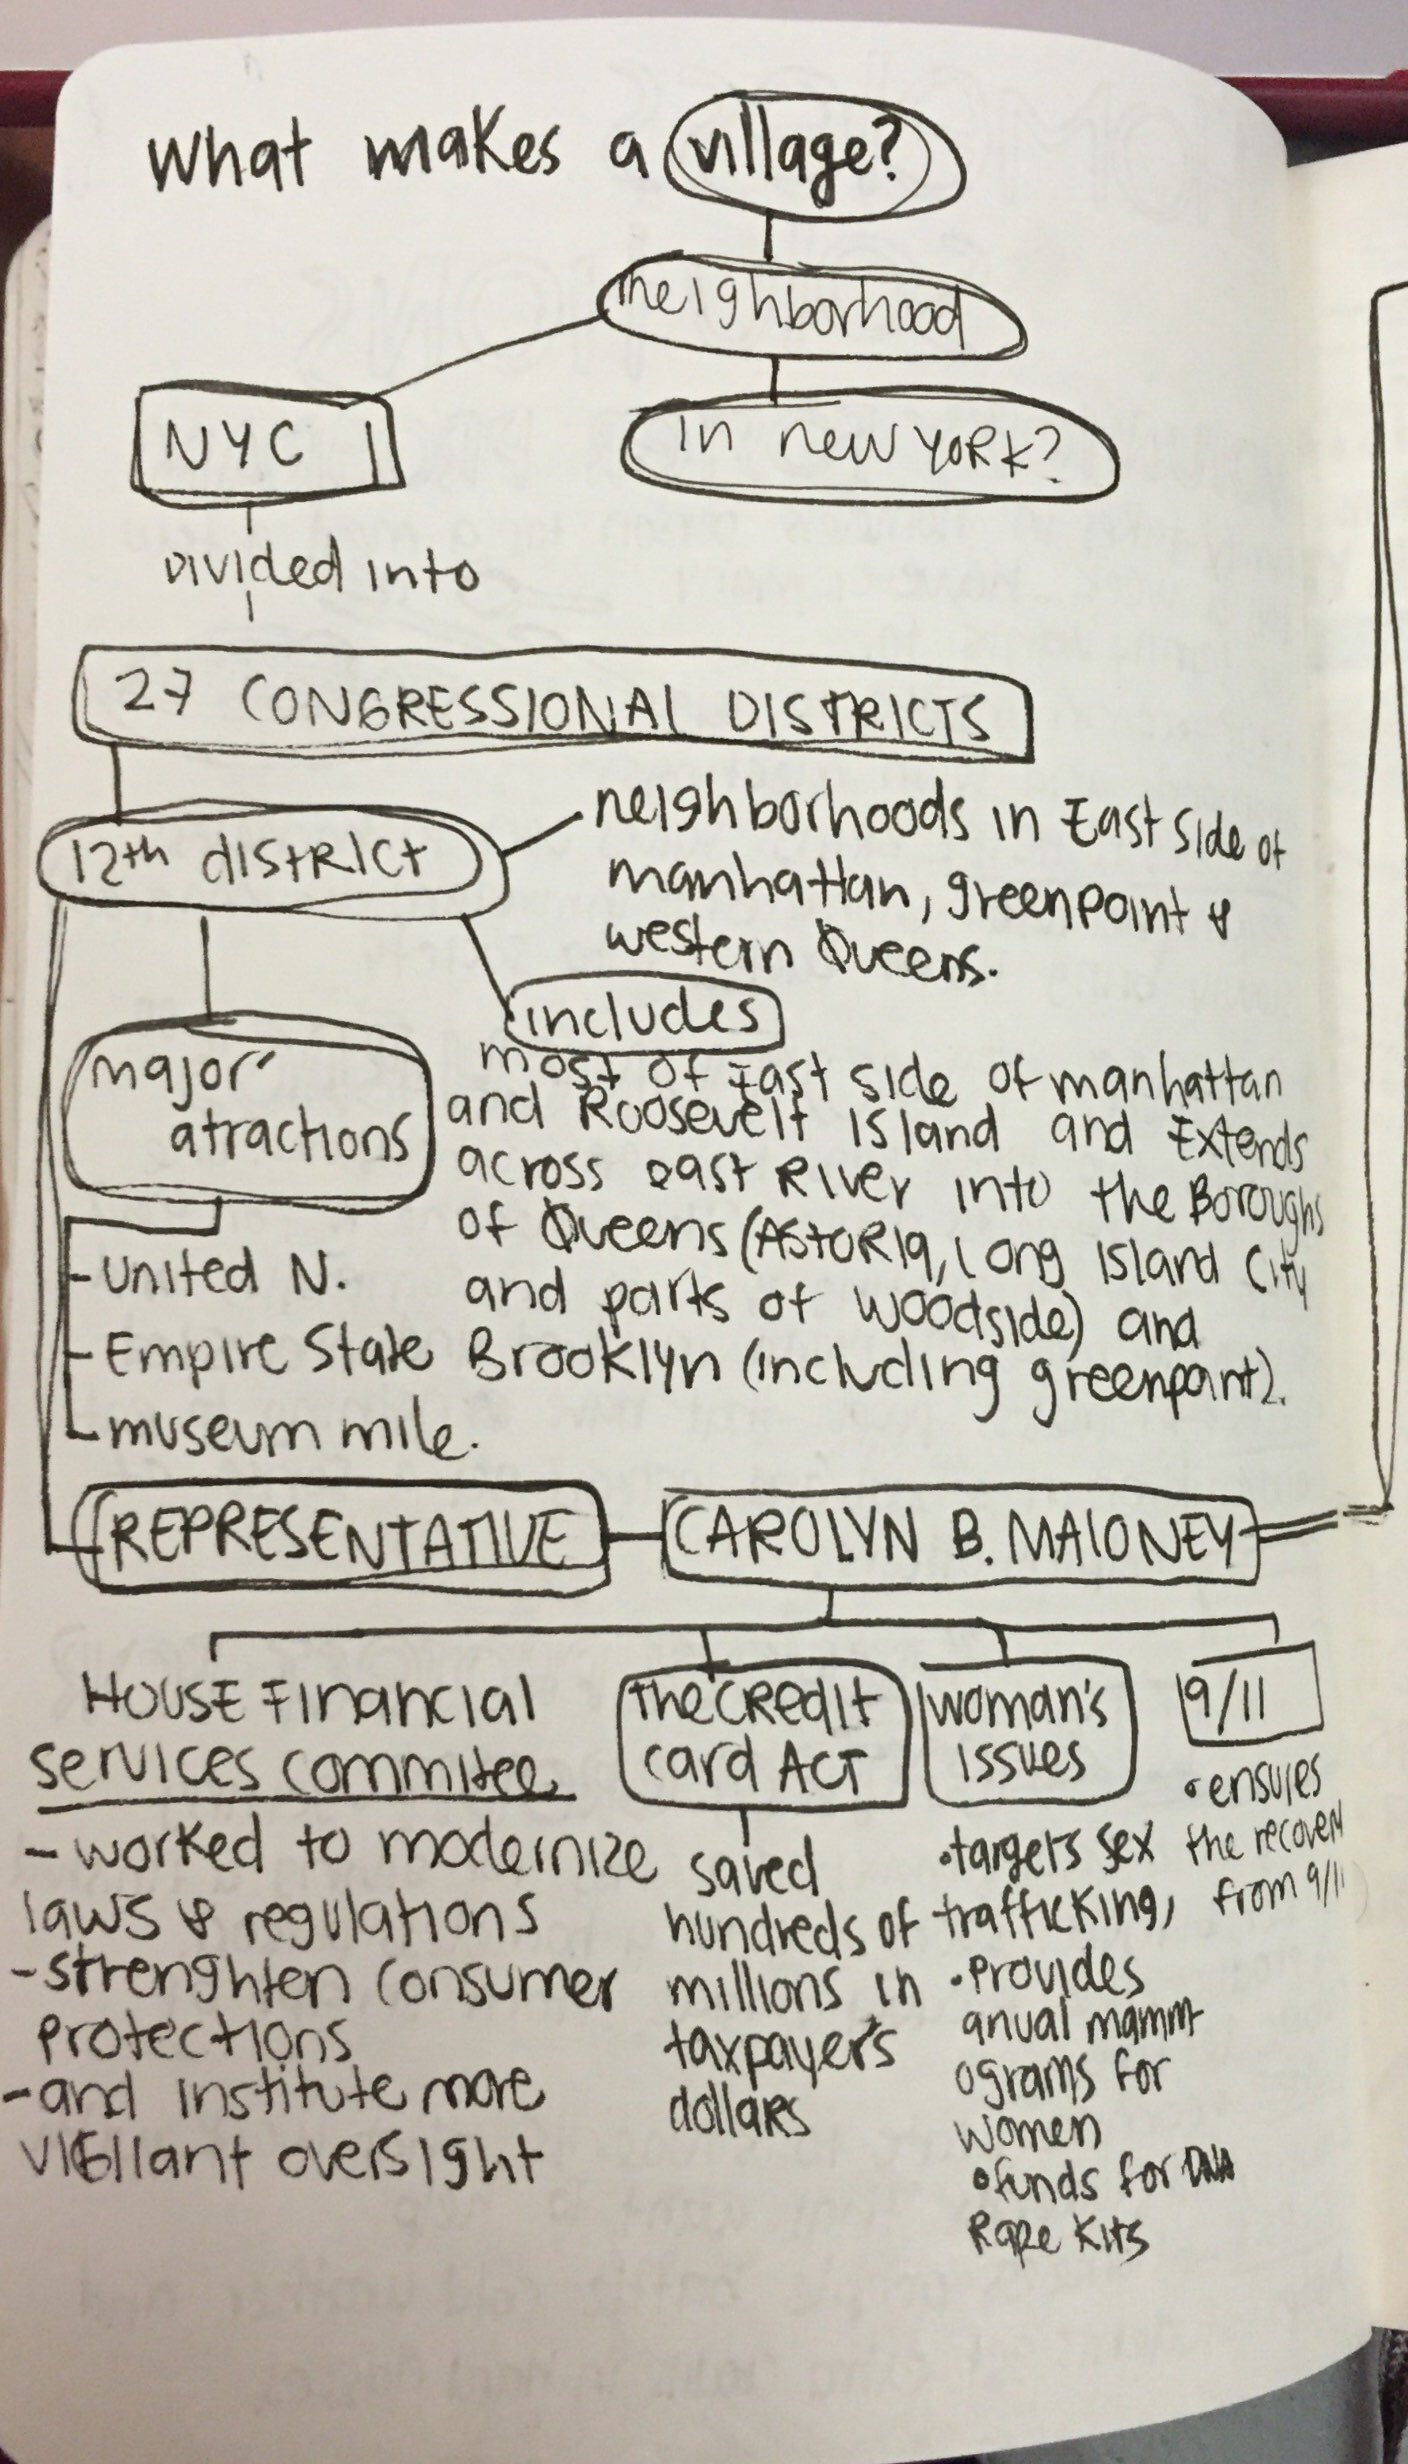 What makes a village?
neighborhood
in new YORK?
NYC
Divided into
27 CONGRESSIONAL DISTRICTS
12th district
neighborhoods in East side of
manhattan, greenpoint &
western Queens.
includes
most of East side of manhattan
and Roosevelt Island and Extends
across east River into the Boroughs
of Queens (ASTORIA, Long Island City
and parts of woodside) and
Brooklyn (including greenpoint).
major
atractions
- United N.
- Empire State
- museum mile.
REPRESENTATIVE
CAROLYN B. MALONEY
HOUSE Financial
services commitee
- worked to modernize
laws & regulations
- strenghten consumer
protections
- and institute more
vigilant oversight
the credit
card ACT
saved
hundreds of
millions in
taxpayer's
dollars
woman's
issues
• targets sex
trafficking,
• provides
anual mamm-
ograms for
women
• funds for DNA
Rape Kits
9/11
• ensures
the recovery
from 9/11